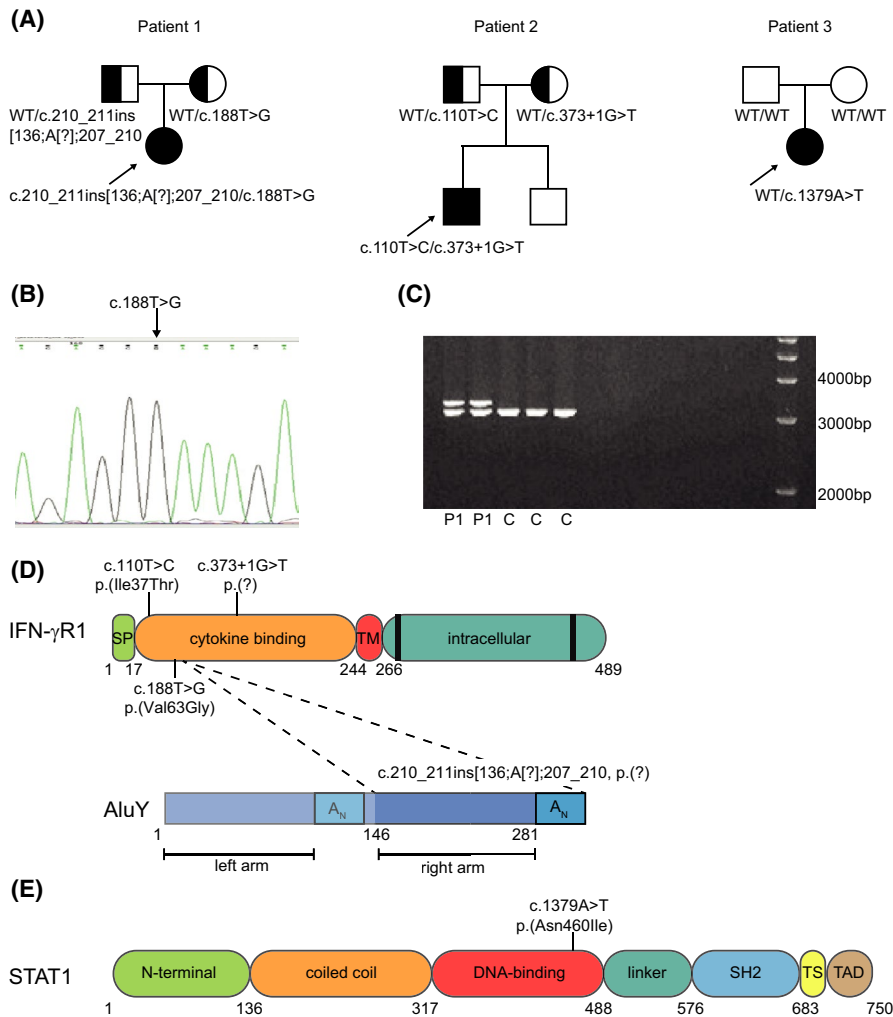 (A)
Patient 1
Patient 2
Patient 3
WT/c.210_211ins
[136;A[?];207_210
WT/c.188T>G
c.210_211ins[136;A[?];207_210/c.188T>G
WT/c.110T>C
WT/c.373+1G>T
c.110T>C/c.373+1G>T
WT/WT
WT/WT
WT/c.1379A>T
(B)
c.188T>G
(C)
4000bp
3000bp
2000bp
P1 P1 C C C
(D)
c.110T>C
p.(Ile37Thr)
c.373+1G>T
p.(?)
IFN-γR1
SP
cytokine binding
TM
intracellular
1
17
244
266
489
c.188T>G
p.(Val63Gly)
c.210_211ins[136;A[?];207_210, p.(?)
AluY
AN
AN
1
146
281
left arm
right arm
(E)
c.1379A>T
p.(Asn460Ile)
STAT1
N-terminal
coiled coil
DNA-binding
linker
SH2
TS
TAD
1
136
317
488
576
683
750